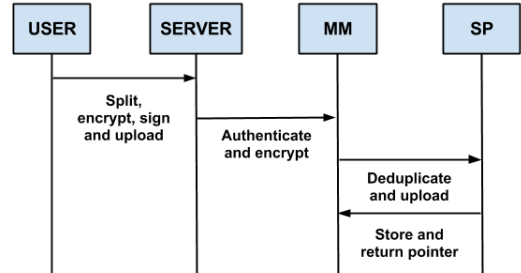 USER SERVER MM SP
Split,
encrypt, sign
and upload
Authenticate
and encrypt
Deduplicate
and upload
Store and
return pointer